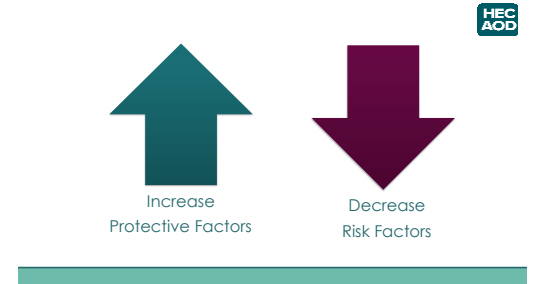 HEC
AOD
Increase
Protective Factors
Decrease
Risk Factors